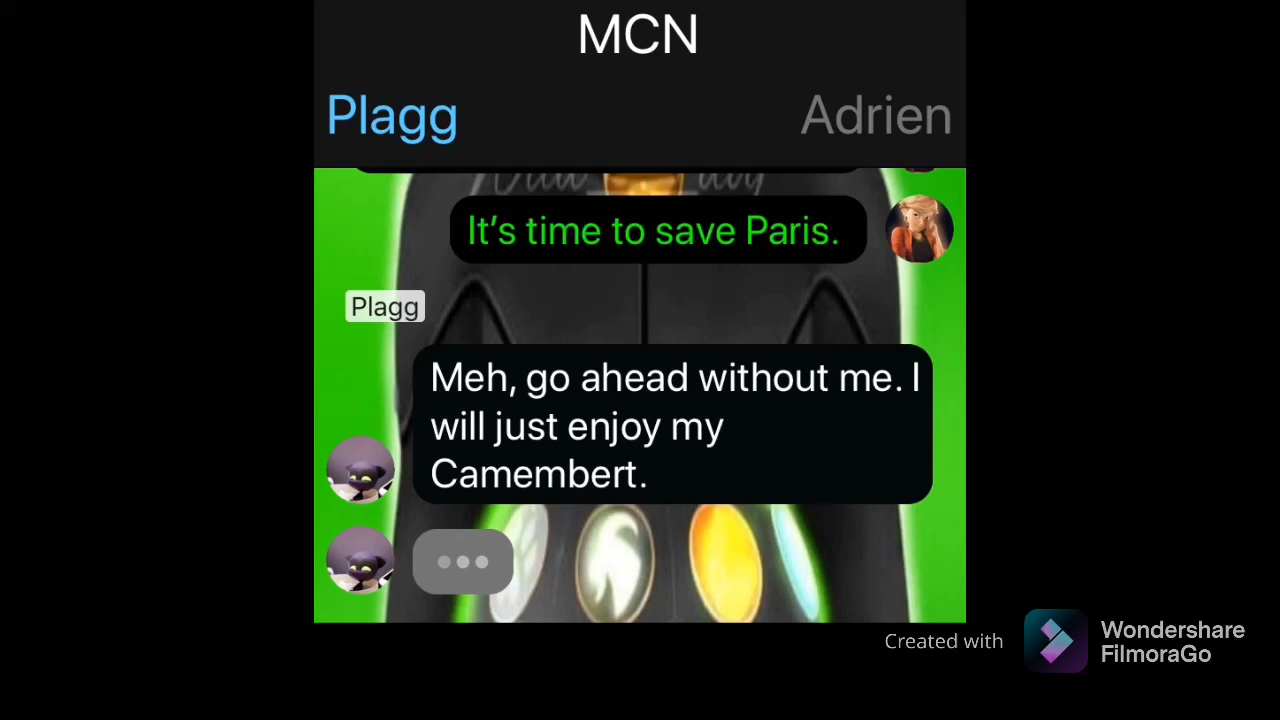 MCN
Plagg
Adrien
It's time to save Paris.
Plagg
Meh, go ahead without me. I
will just enjoy my
Camembert.
Created with
Wondershare
FilmoraGo